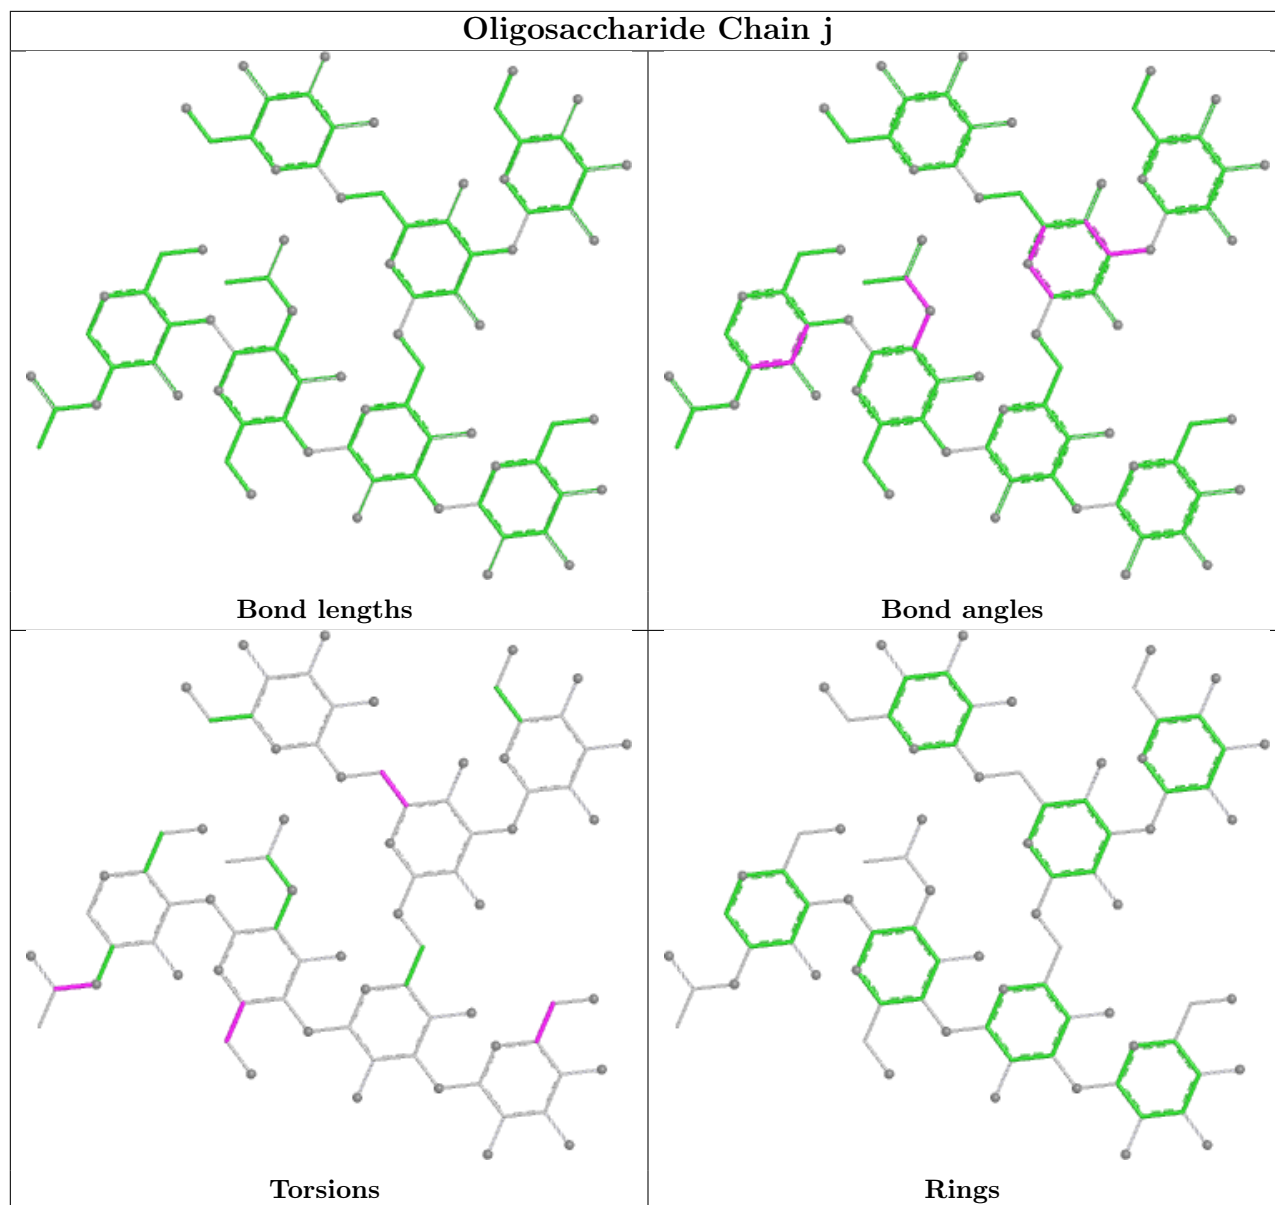 Oligosaccharide Chain j
Bond lengths
Bond angles
Torsions
Rings